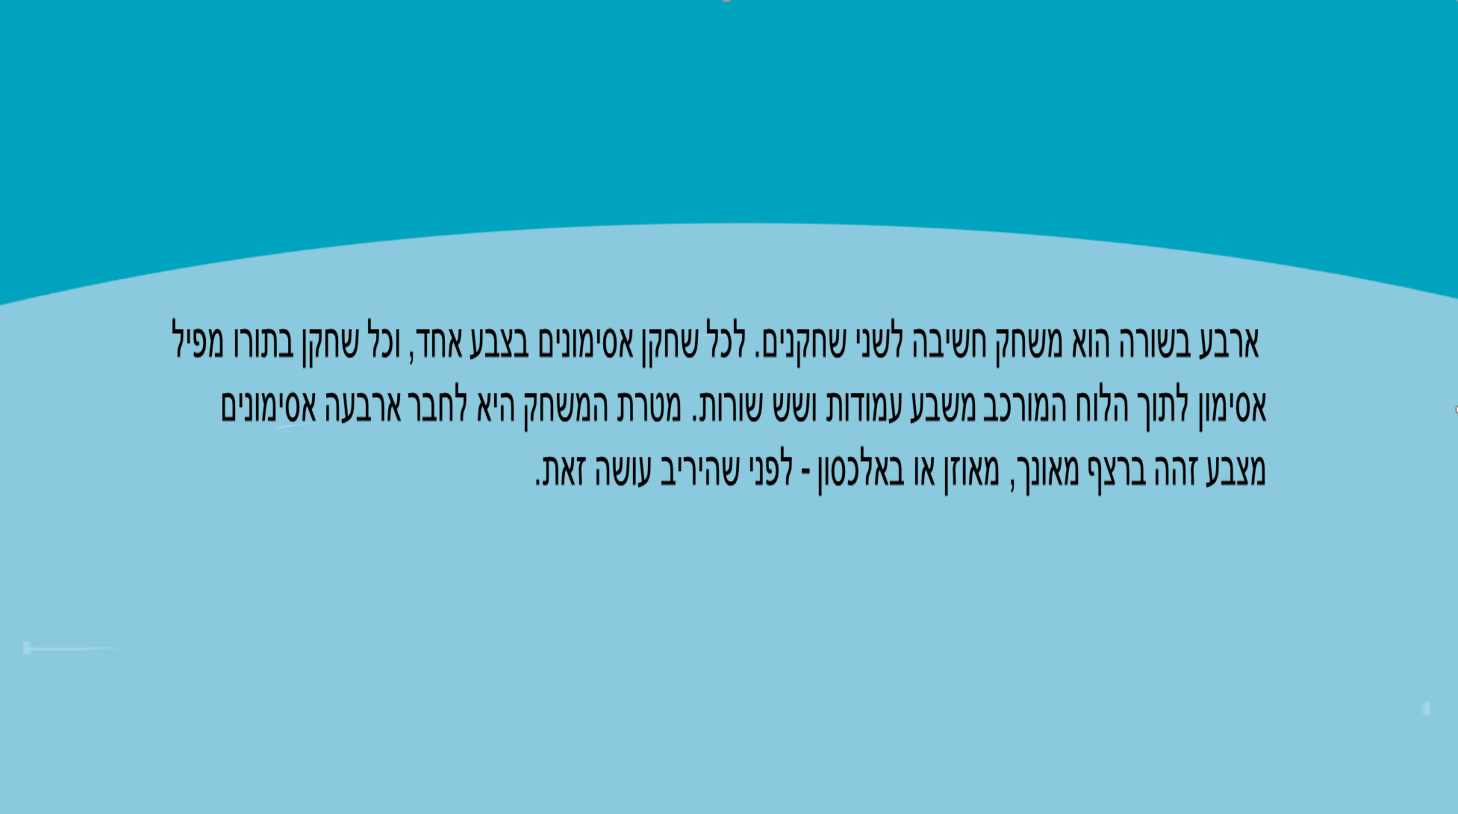 ארבע בשורה הוא משחק חשיבה לשני שחקנים. לכל שחקן אסימונים בצבע אחד, וכל שחקן בתורו מפיל
אסימון לתוך הלוח המורכב משבע עמודות ושש שורות. מטרת המשחק היא לחבר ארבעה אסימונים
מצבע זהה ברצף מאונך, מאוזן או באלכסון - לפני שהיריב עושה זאת.